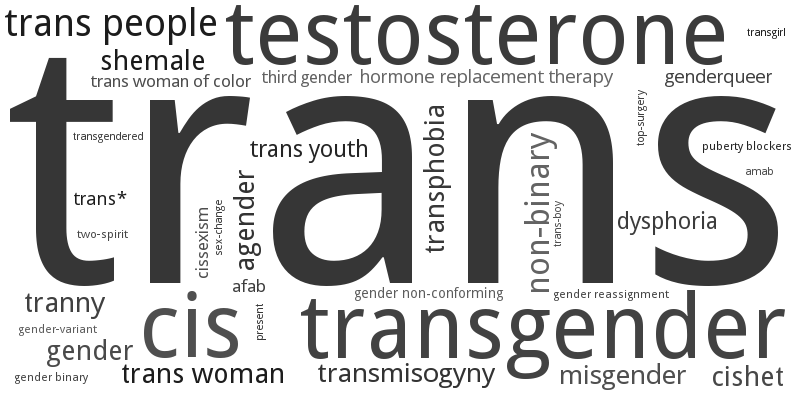 trans people
testosterone
transgirl
shemale
trans woman of color
third gender
hormone replacement therapy
genderqueer
trans
transgendered
trans youth
transphobia
top-surgery
puberty blockers
amab
trans*
two-spirit
cissexism
sex-change
agender
non-binary
trans-boy
dysphoria
afab
gender non-conforming
gender reassignment
tranny
cis
present
transgender
gender-variant
gender
gender binary
trans woman
transmisogyny
misgender
cishet